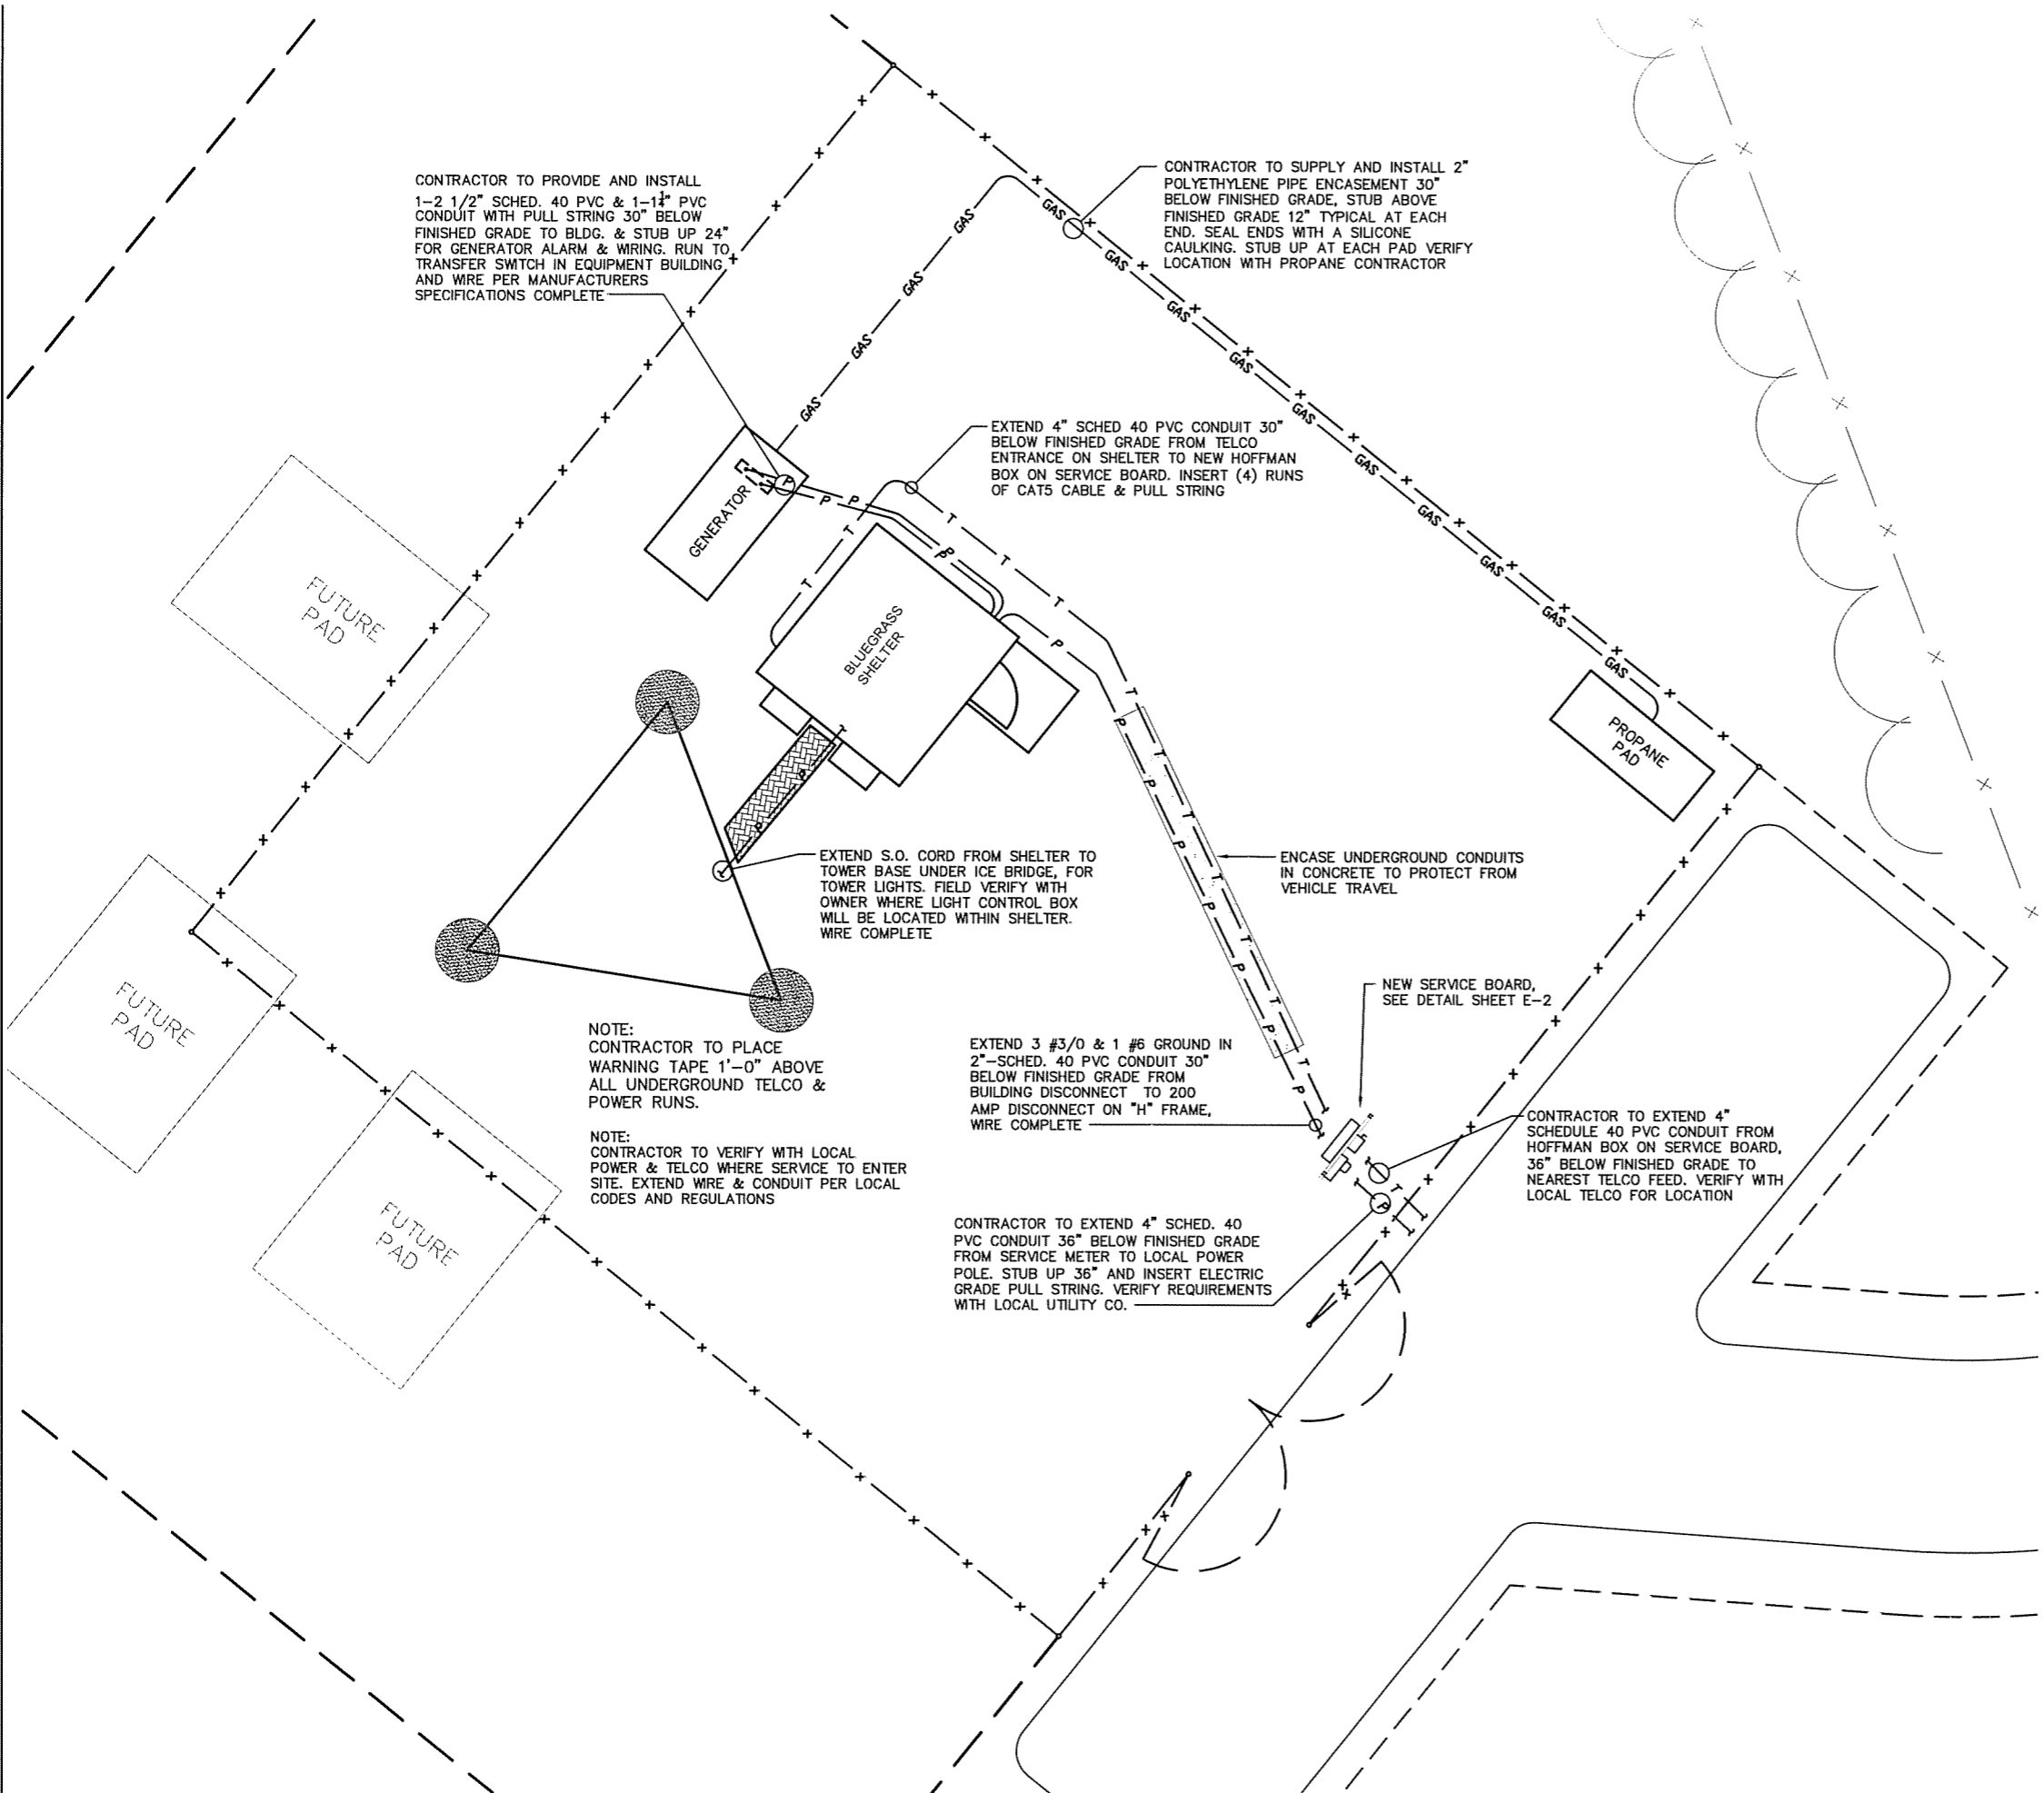 CONTRACTOR TO PROVIDE AND INSTALL
1-2 1/2" SCHED. 40 PVC & 1-1¼" PVC
CONDUIT WITH PULL STRING 30" BELOW
FINISHED GRADE TO BLDG. & STUB UP 24"
FOR GENERATOR ALARM & WIRING. RUN TO
TRANSFER SWITCH IN EQUIPMENT BUILDING
AND WIRE PER MANUFACTURERS
SPECIFICATIONS COMPLETE
CONTRACTOR TO SUPPLY AND INSTALL 2"
POLYETHYLENE PIPE ENCASEMENT 30"
BELOW FINISHED GRADE, STUB ABOVE
FINISHED GRADE 12" TYPICAL AT EACH
END. SEAL ENDS WITH A SILICONE
CAULKING. STUB UP AT EACH PAD VERIFY
LOCATION WITH PROPANE CONTRACTOR
GAS
GAS
GAS
GAS
GAS
GAS
GAS
GAS
GAS
GAS
GAS
GAS
GAS
GAS
EXTEND 4" SCHED 40 PVC CONDUIT 30"
BELOW FINISHED GRADE FROM TELCO
ENTRANCE ON SHELTER TO NEW HOFFMAN
BOX ON SERVICE BOARD. INSERT (4) RUNS
OF CAT5 CABLE & PULL STRING
GENERATOR
P
P
P
P
P
P
T
T
T
T
T
T
BLUEGRASS
SHELTER
FUTURE
PAD
PROPANE
PAD
P
P
P
P
P
P
P
P
P
P
T
T
T
T
T
T
T
T
EXTEND S.O. CORD FROM SHELTER TO
TOWER BASE UNDER ICE BRIDGE, FOR
TOWER LIGHTS. FIELD VERIFY WITH
OWNER WHERE LIGHT CONTROL BOX
WILL BE LOCATED WITHIN SHELTER.
WIRE COMPLETE
ENCASE UNDERGROUND CONDUITS
IN CONCRETE TO PROTECT FROM
VEHICLE TRAVEL
FUTURE
PAD
NEW SERVICE BOARD,
SEE DETAIL SHEET E-2
NOTE:
CONTRACTOR TO PLACE
WARNING TAPE 1'-0" ABOVE
ALL UNDERGROUND TELCO &
POWER RUNS.
EXTEND 3 #3/0 & 1 #6 GROUND IN
2"-SCHED. 40 PVC CONDUIT 30"
BELOW FINISHED GRADE FROM
BUILDING DISCONNECT TO 200
AMP DISCONNECT ON "H" FRAME,
WIRE COMPLETE
NOTE:
CONTRACTOR TO VERIFY WITH LOCAL
POWER & TELCO WHERE SERVICE TO ENTER
SITE. EXTEND WIRE & CONDUIT PER LOCAL
CODES AND REGULATIONS
CONTRACTOR TO EXTEND 4"
SCHEDULE 40 PVC CONDUIT FROM
HOFFMAN BOX ON SERVICE BOARD,
36" BELOW FINISHED GRADE TO
NEAREST TELCO FEED. VERIFY WITH
LOCAL TELCO FOR LOCATION
T
P
FUTURE
PAD
CONTRACTOR TO EXTEND 4" SCHED. 40
PVC CONDUIT 36" BELOW FINISHED GRADE
FROM SERVICE METER TO LOCAL POWER
POLE. STUB UP 36" AND INSERT ELECTRIC
GRADE PULL STRING. VERIFY REQUIREMENTS
WITH LOCAL UTILITY CO.